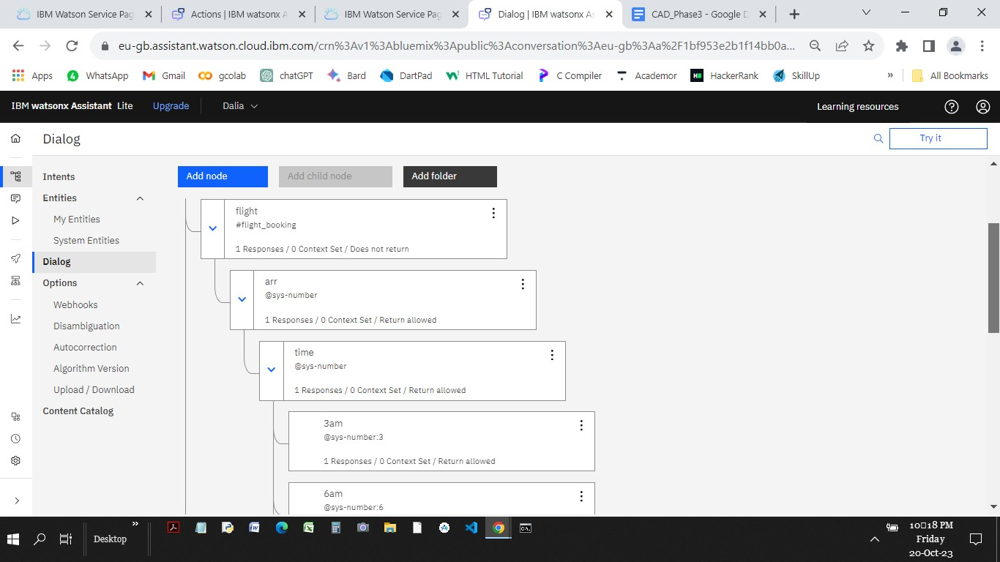 IBM Watson Service Pag
Actions | IBM watsonx A
IBM Watson Service Pag
Dialog | IBM watsonx As
CAD_Phase3 - Google D
eu-gb.assistant.watson.cloud.ibm.com/crn%3Av1%3Abluemix%3Apublic%3Aconversation%3Aeu-gb%3Aa%2F1bf953e2b1f14bb0a...
Apps
WhatsApp
Gmail
gcolab
chatGPT
Bard
DartPad
HTML Tutorial
C Compiler
Academor
HackerRank
SkillUp
»
All Bookmarks
IBM watsonx Assistant Lite
Upgrade
Dalia
Learning resources
Dialog
Try it
Intents
Entities
My Entities
System Entities
Dialog
Options
Webhooks
Disambiguation
Autocorrection
Algorithm Version
Upload / Download
Content Catalog
Add node
Add child node
Add folder
flight
#flight_booking
1 Responses / 0 Context Set / Does not return
arr
@sys-number
1 Responses / 0 Context Set / Return allowed
time
@sys-number
1 Responses / 0 Context Set / Return allowed
3am
@sys-number:3
1 Responses / 0 Context Set / Return allowed
6am
@sys-number:6
Desktop
»
10▯18 PM
Friday
20-Oct-23